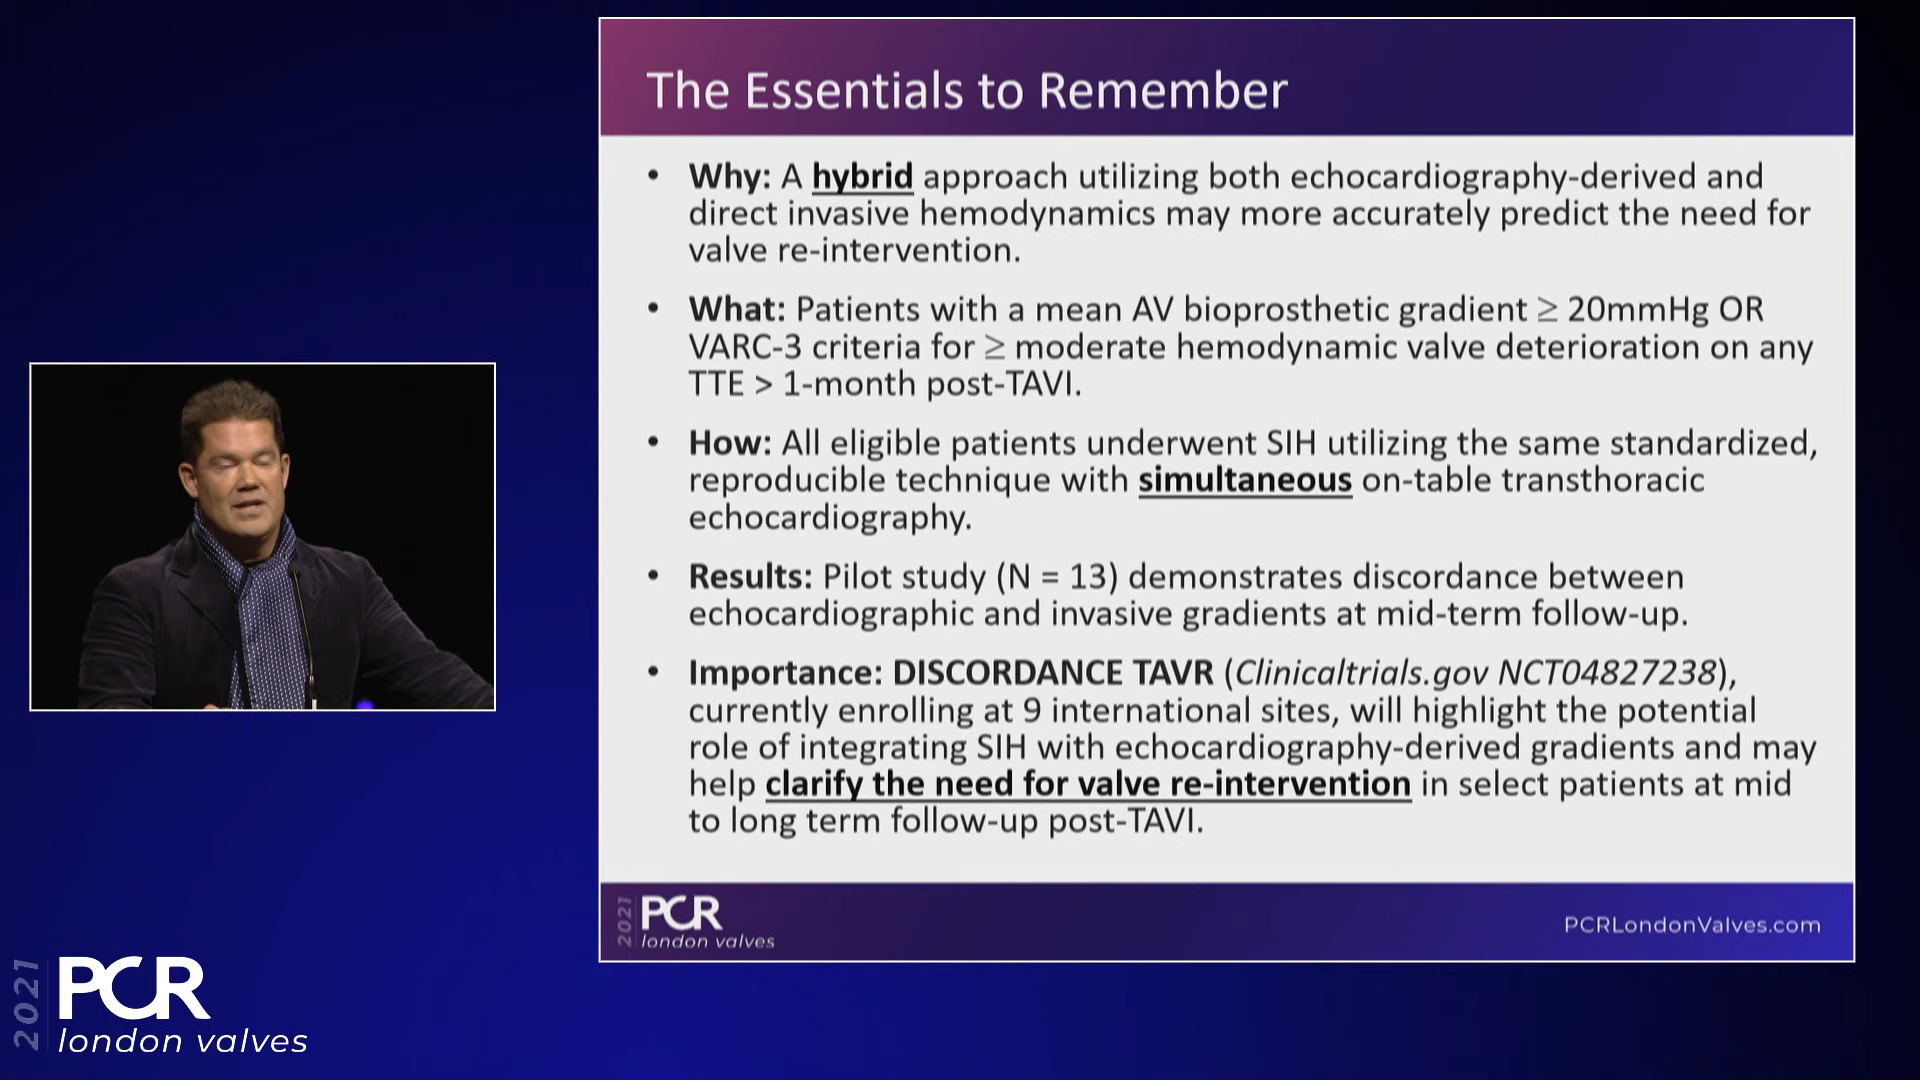 The Essentials to Remember
• Why: A hybrid approach utilizing both echocardiography-derived and
direct invasive hemodynamics may more accurately predict the need for
valve re-intervention.
• What: Patients with a mean AV bioprosthetic gradient ≥ 20mmHg OR
VARC-3 criteria for ≥ moderate hemodynamic valve deterioration on any
TTE > 1-month post-TAVI.
• How: All eligible patients underwent SIH utilizing the same standardized,
reproducible technique with simultaneous on-table transthoracic
echocardiography.
• Results: Pilot study (N = 13) demonstrates discordance between
echocardiographic and invasive gradients at mid-term follow-up.
• Importance: DISCORDANCE TAVR (Clinicaltrials.gov NCT04827238),
currently enrolling at 9 international sites, will highlight the potential
role of integrating SIH with echocardiography-derived gradients and may
help clarify the need for valve re-intervention in select patients at mid
to long term follow-up post-TAVI.
2021
PCR
london valves
PCRLondonValves.com
2021
PCR
london valves